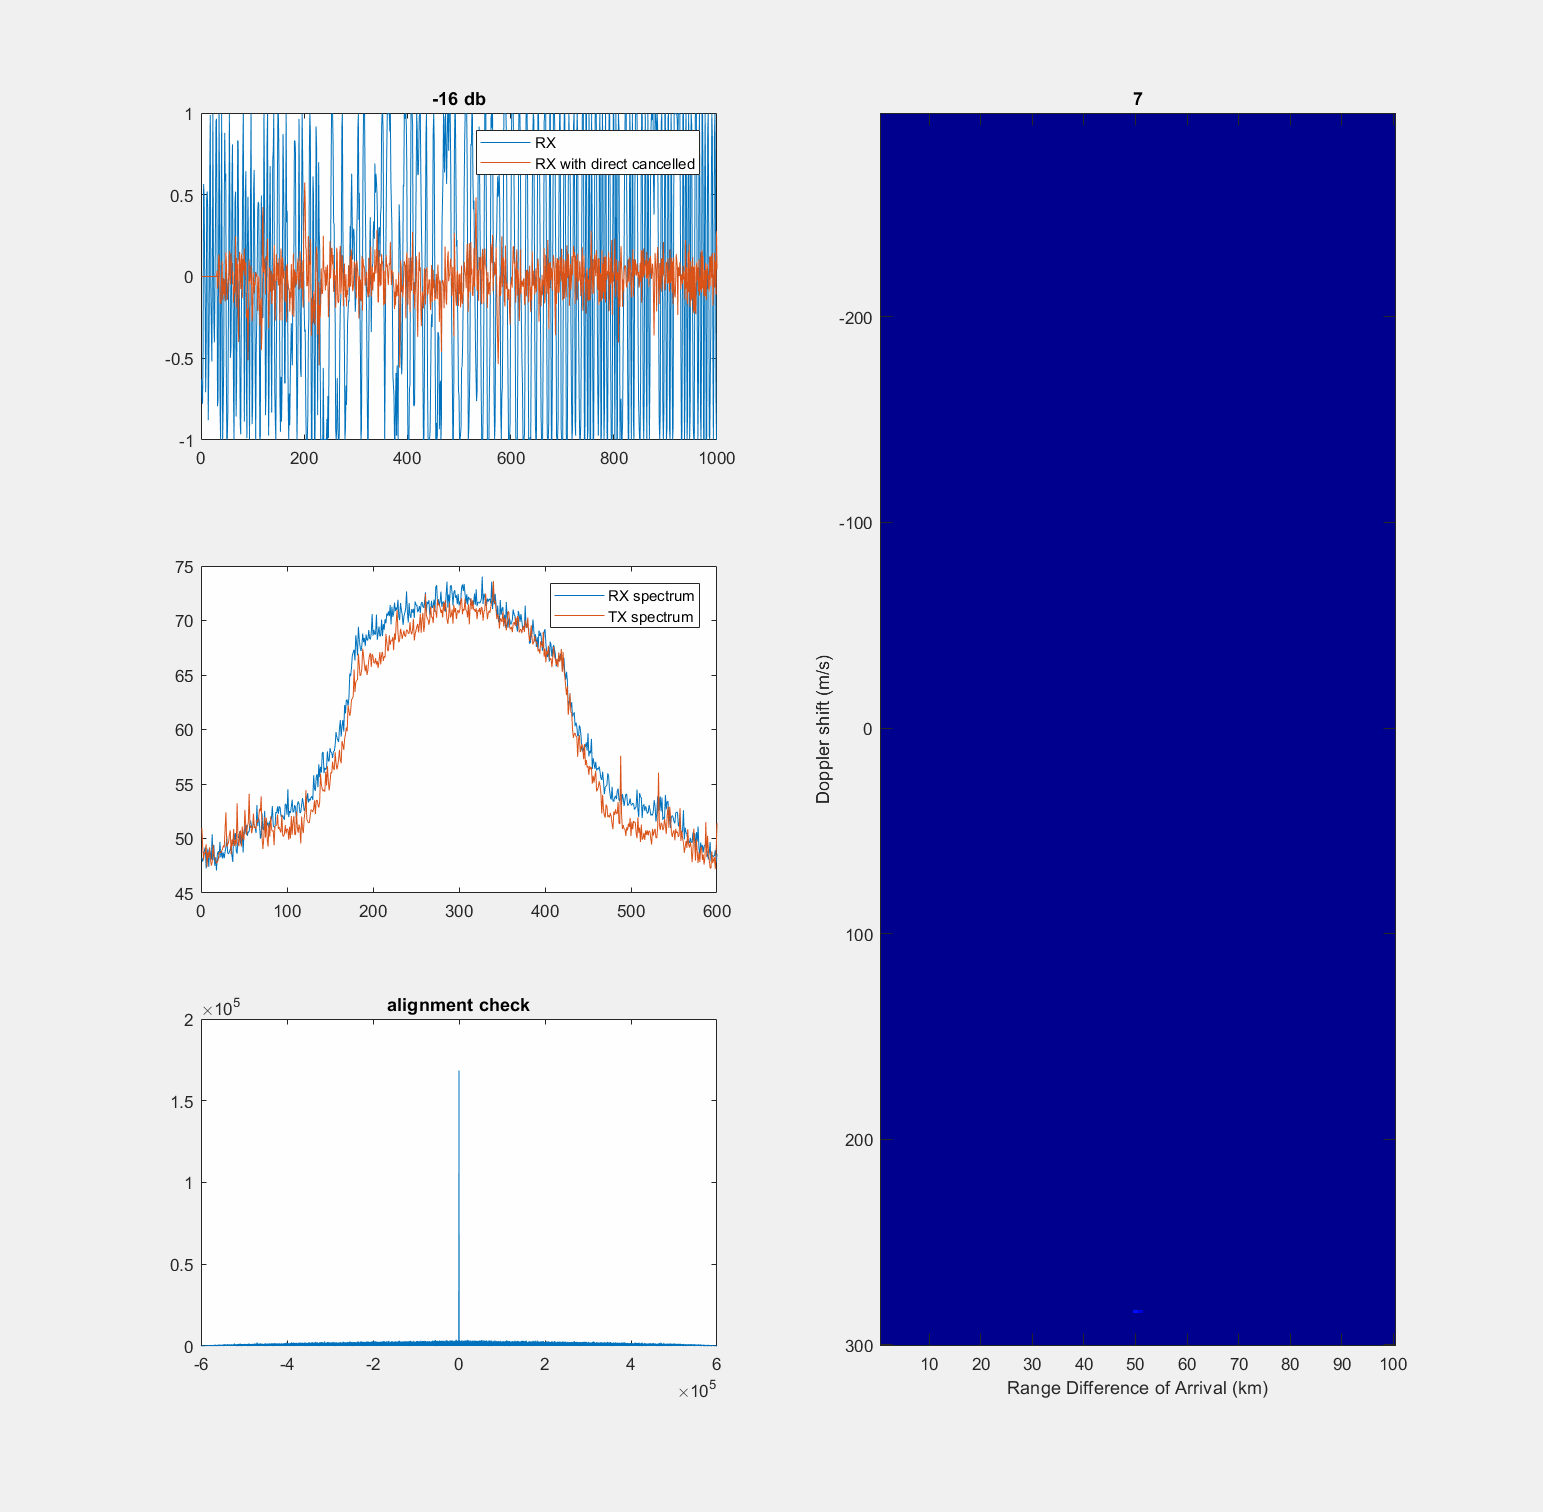 -16 db
1
0.5
0
-0.5
-1
RX
RX with direct cancelled
0 200 400 600 800 1000
75
70
65
60
55
50
45
RX spectrum
TX spectrum
0 100 200 300 400 500 600
alignment check
×10^5
2
1.5
1
0.5
0
-6 -4 -2 0 2 4 6
×10^5
7
Doppler shift (m/s)
-200
-100
0
100
200
300
10 20 30 40 50 60 70 80 90 100
Range Difference of Arrival (km)